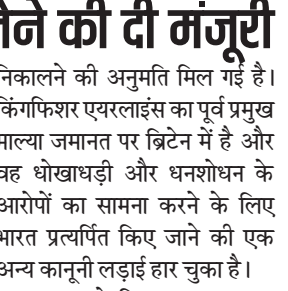 लेने की दी मंजूरी
निकालने की अनुमति मिल गई है।
किंगफिशर एयरलाइंस का पूर्व प्रमुख
माल्या जमानत पर ब्रिटेन में है और
वह धोखाधड़ी और धनशोधन के
आरोपों का सामना करने के लिए
भारत प्रत्यर्पित किए जाने की एक
अन्य कानूनी लड़ाई हार चुका है।